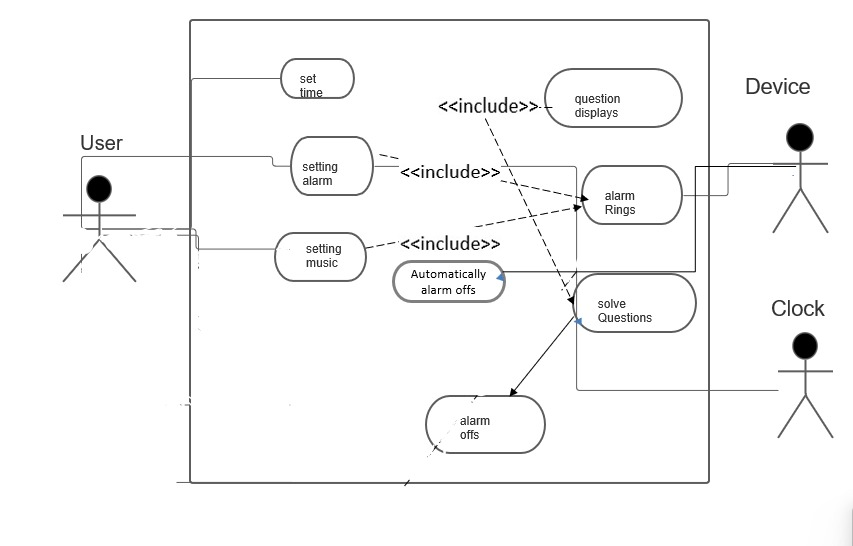 Device
set
time
<<include>>
question
displays
User
setting
alarm
<<include>>
alarm
Rings
setting
music
<<include>>
Automatically
alarm offs
solve
Questions
Clock
alarm
offs